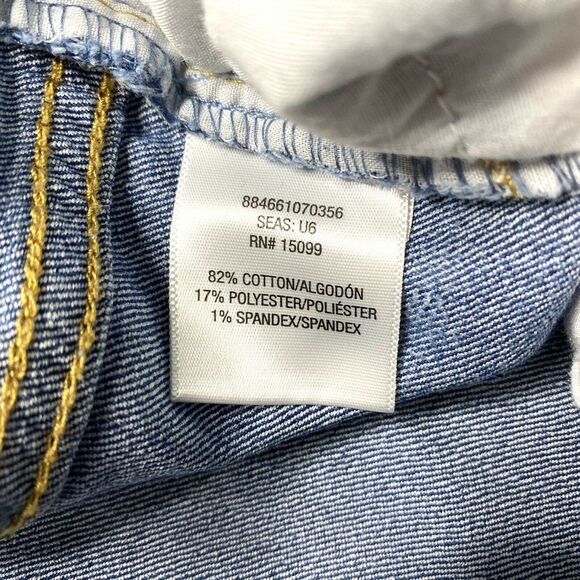 884661070356
SEAS: U6
RN# 15099
82% COTTON/ALGODÓN
17% POLYESTER/POLIÉSTER
1% SPANDEX/SPANDEX